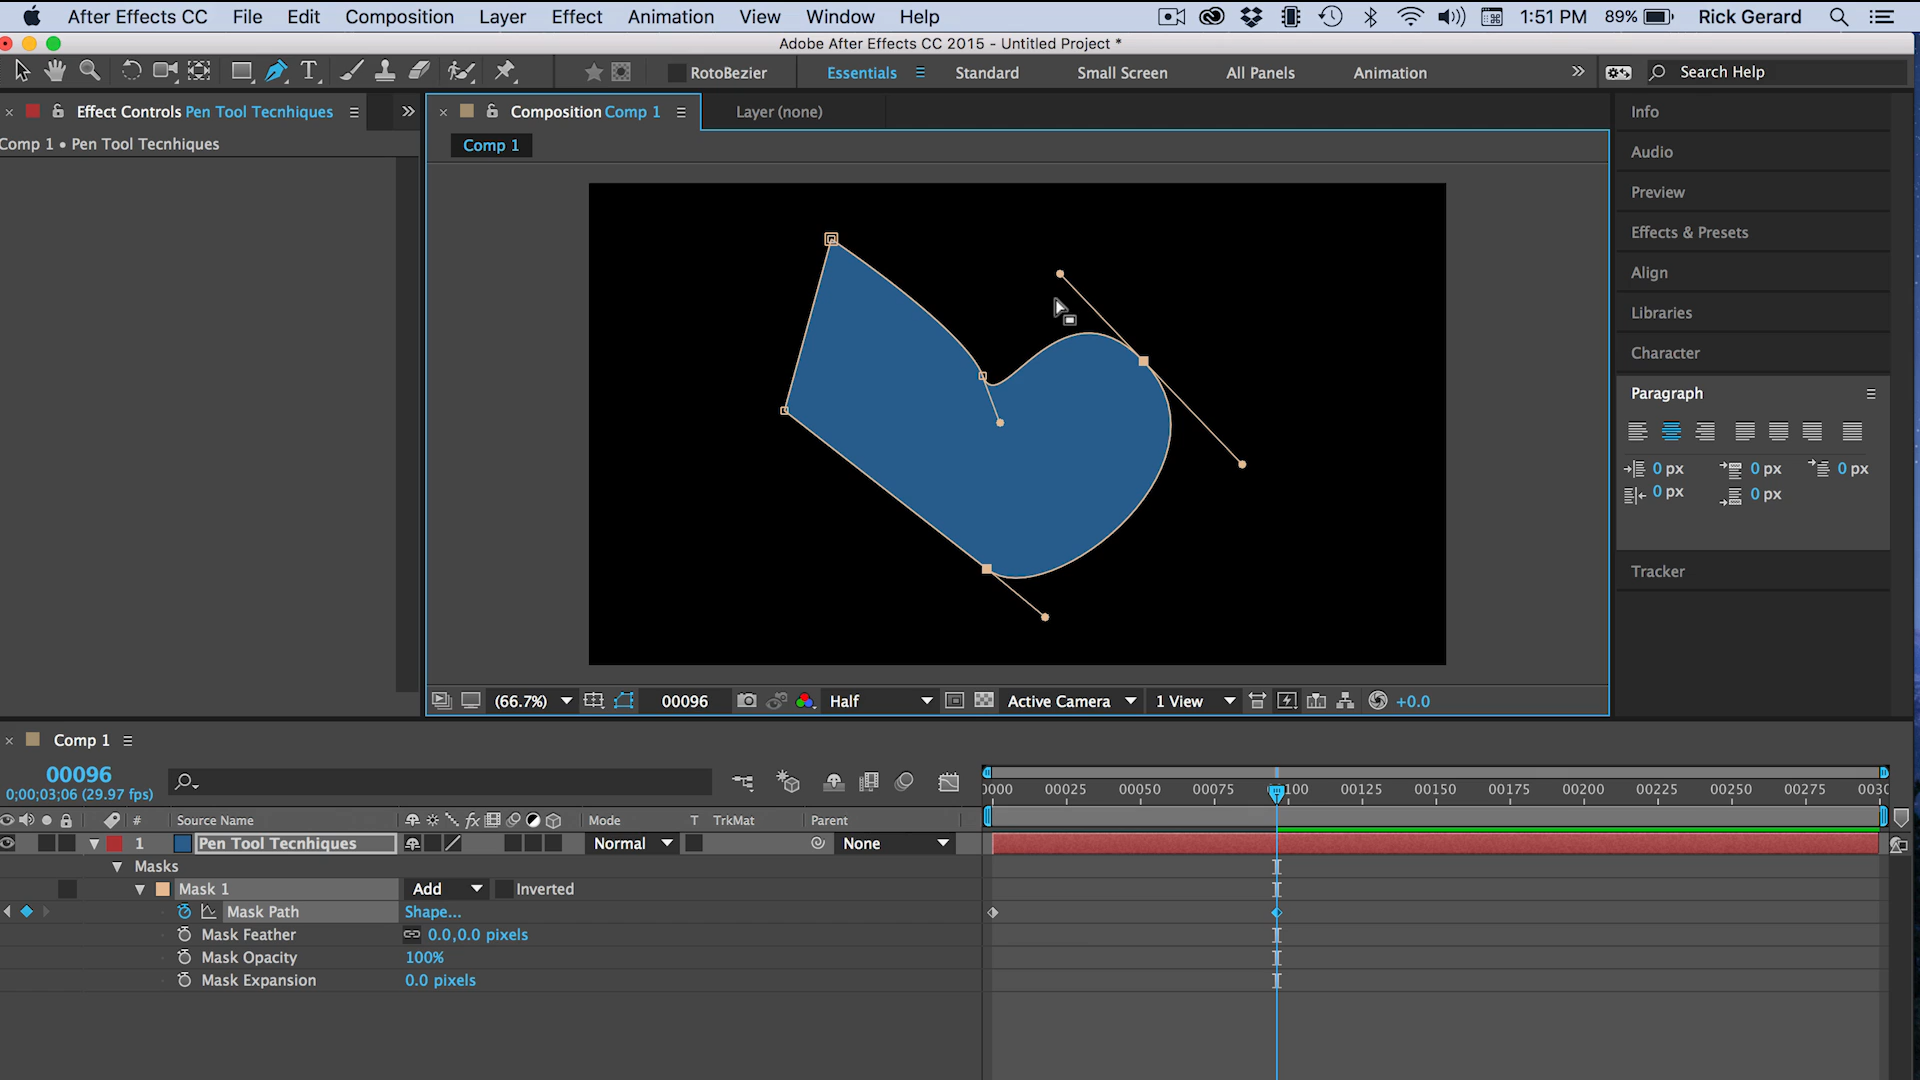 After Effects CC File Edit Composition Layer Effect Animation View Window Help 1:51 PM 89% Rick Gerard
Adobe After Effects CC 2015 - Untitled Project *
T RotoBezier Essentials Standard Small Screen All Panels Animation Search Help
Effect Controls Pen Tool Tecnhiques Composition Comp 1 Layer (none) Info
Comp 1 • Pen Tool Tecnhiques Comp 1 Audio
Preview
Effects & Presets
Align
Libraries
Character
Paragraph
0 px 0 px 0 px
0 px 0 px
Tracker
(66.7%) 00096 Half Active Camera 1 View +0.0
Comp 1
00096
0;00;03;06 (29.97 fps)
0000 00025 00050 00075 100 00125 00150 00175 00200 00225 00250 00275 0030
# Source Name fx Mode T TrkMat Parent
1 Pen Tool Tecnhiques Normal None
Masks
Mask 1 Add Inverted
Mask Path Shape...
Mask Feather 0.0,0.0 pixels
Mask Opacity 100%
Mask Expansion 0.0 pixels